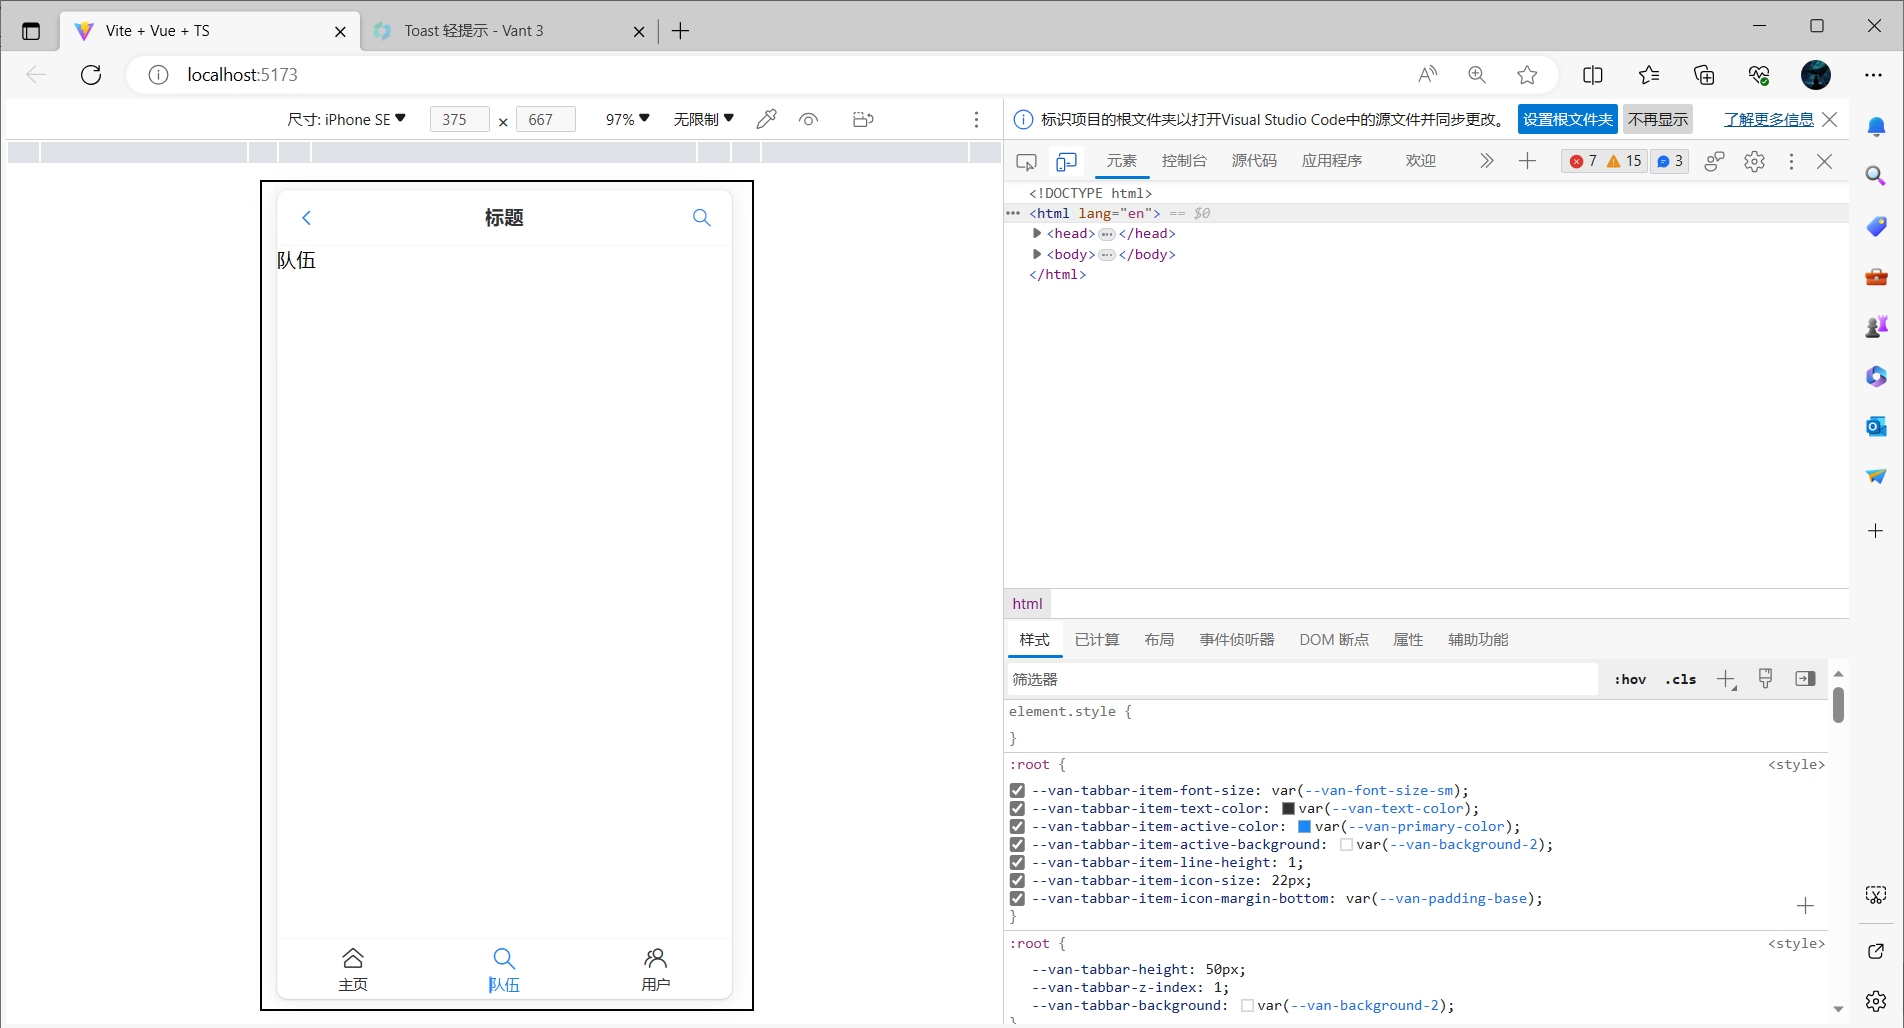 Vite + Vue + TS
Toast 轻提示 - Vant 3
localhost:5173
尺寸: iPhone SE
375 × 667
97%
无限制
标识项目的根文件夹以打开Visual Studio Code中的源文件并同步更改。
设置根文件夹
不再显示
了解更多信息
元素
控制台
源代码
应用程序
欢迎
7
15
3
标题
队伍
主页
队伍
用户
<!DOCTYPE html>
<html lang="en"> == $0
<head> </head>
<body> </body>
</html>
html
样式
已计算
布局
事件侦听器
DOM 断点
属性
辅助功能
筛选器
:hov
.cls
element.style {
}
:root {
<style>
--van-tabbar-item-font-size: var(--van-font-size-sm);
--van-tabbar-item-text-color: var(--van-text-color);
--van-tabbar-item-active-color: var(--van-primary-color);
--van-tabbar-item-active-background: var(--van-background-2);
--van-tabbar-item-line-height: 1;
--van-tabbar-item-icon-size: 22px;
--van-tabbar-item-icon-margin-bottom: var(--van-padding-base);
}
:root {
<style>
--van-tabbar-height: 50px;
--van-tabbar-z-index: 1;
--van-tabbar-background: var(--van-background-2);
}